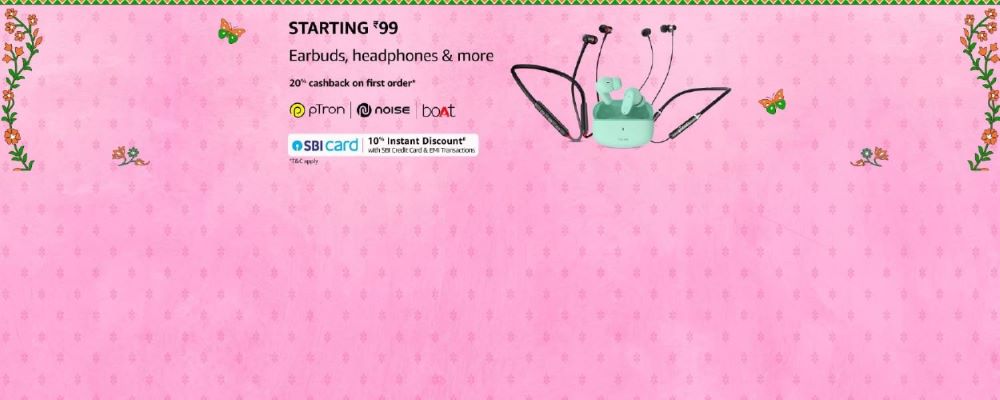 STARTING ₹99
Earbuds, headphones & more
20% cashback on first order*
pTron | noise | boAt
SBI card | 10%* Instant Discount#
with SBI Credit Card & EMI Transactions
*T&C apply